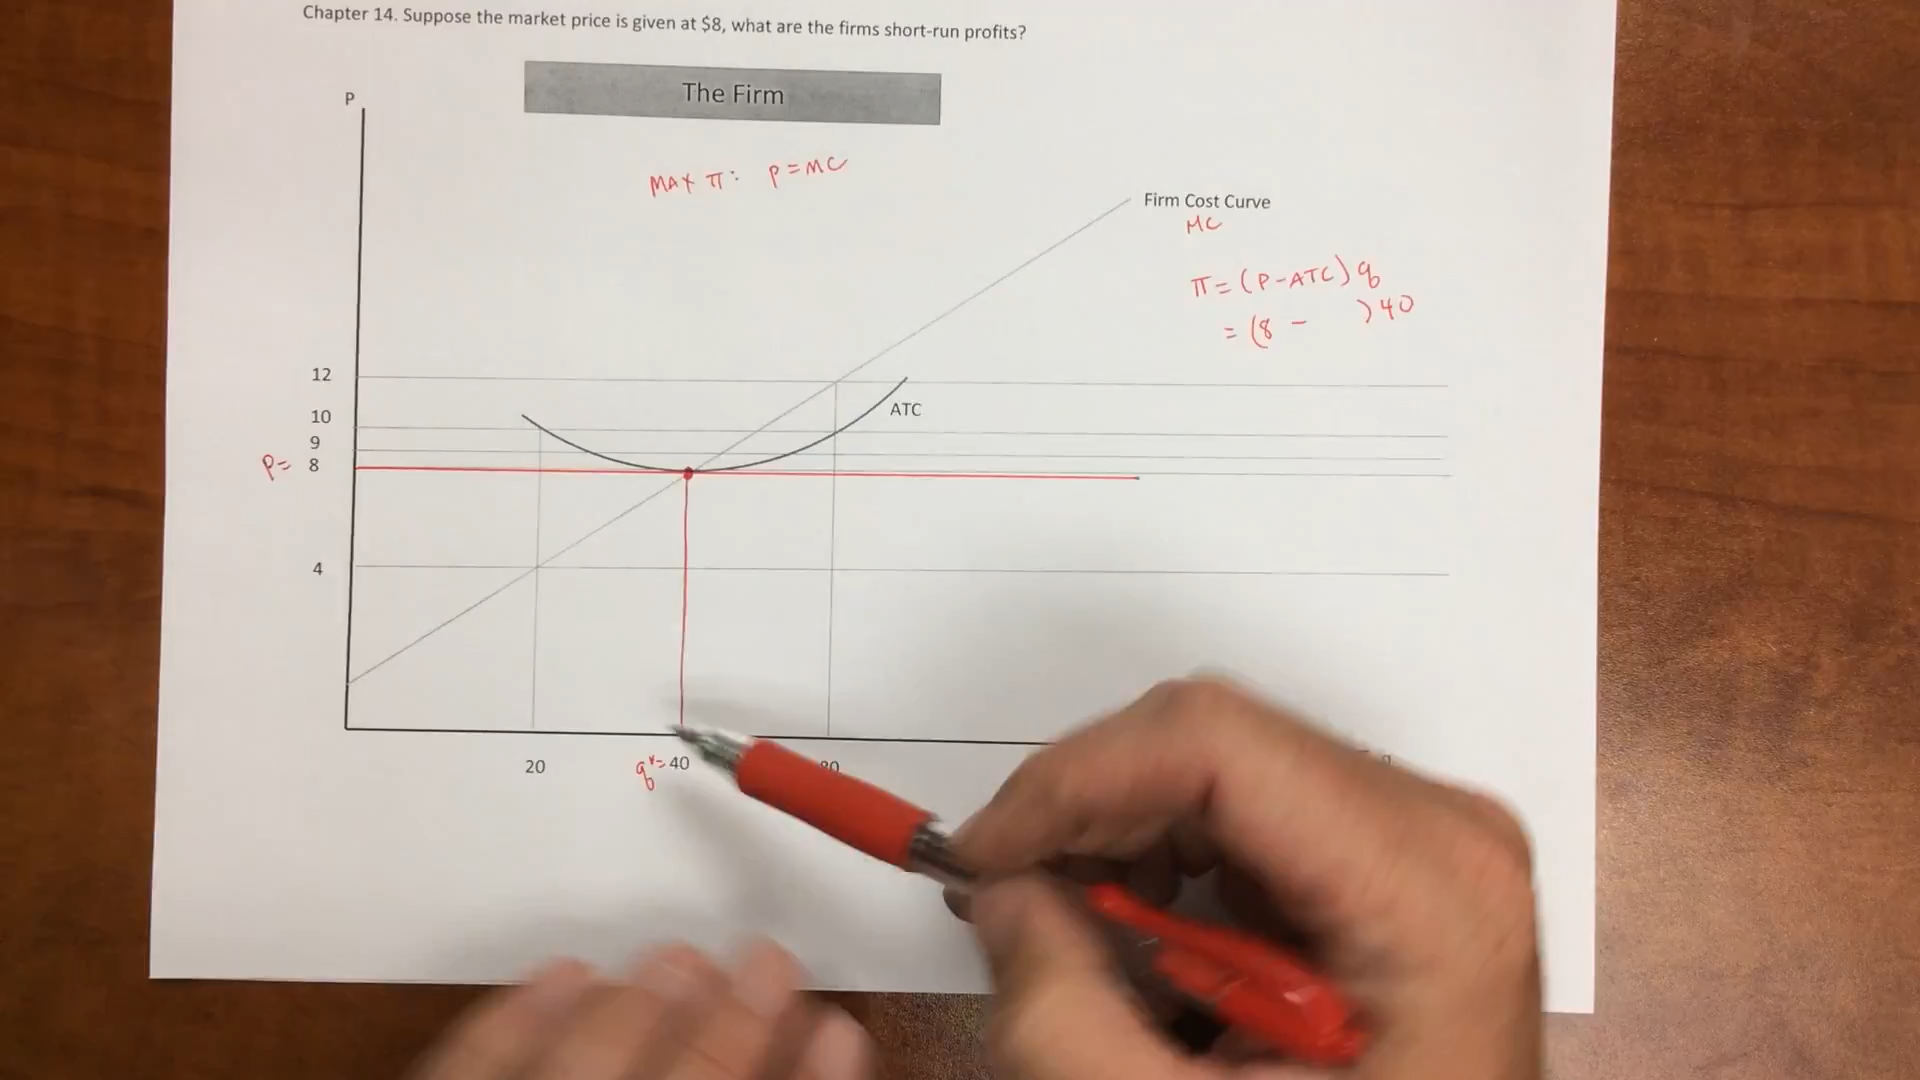 Chapter 14. Suppose the market price is given at $8, what are the firms short-run profits?
The Firm
P
MAX π: P=MC
Firm Cost Curve
MC
π = (P-ATC) q
= (8 - ) 40
12
10
ATC
9
P= 8
4
20
q*= 40